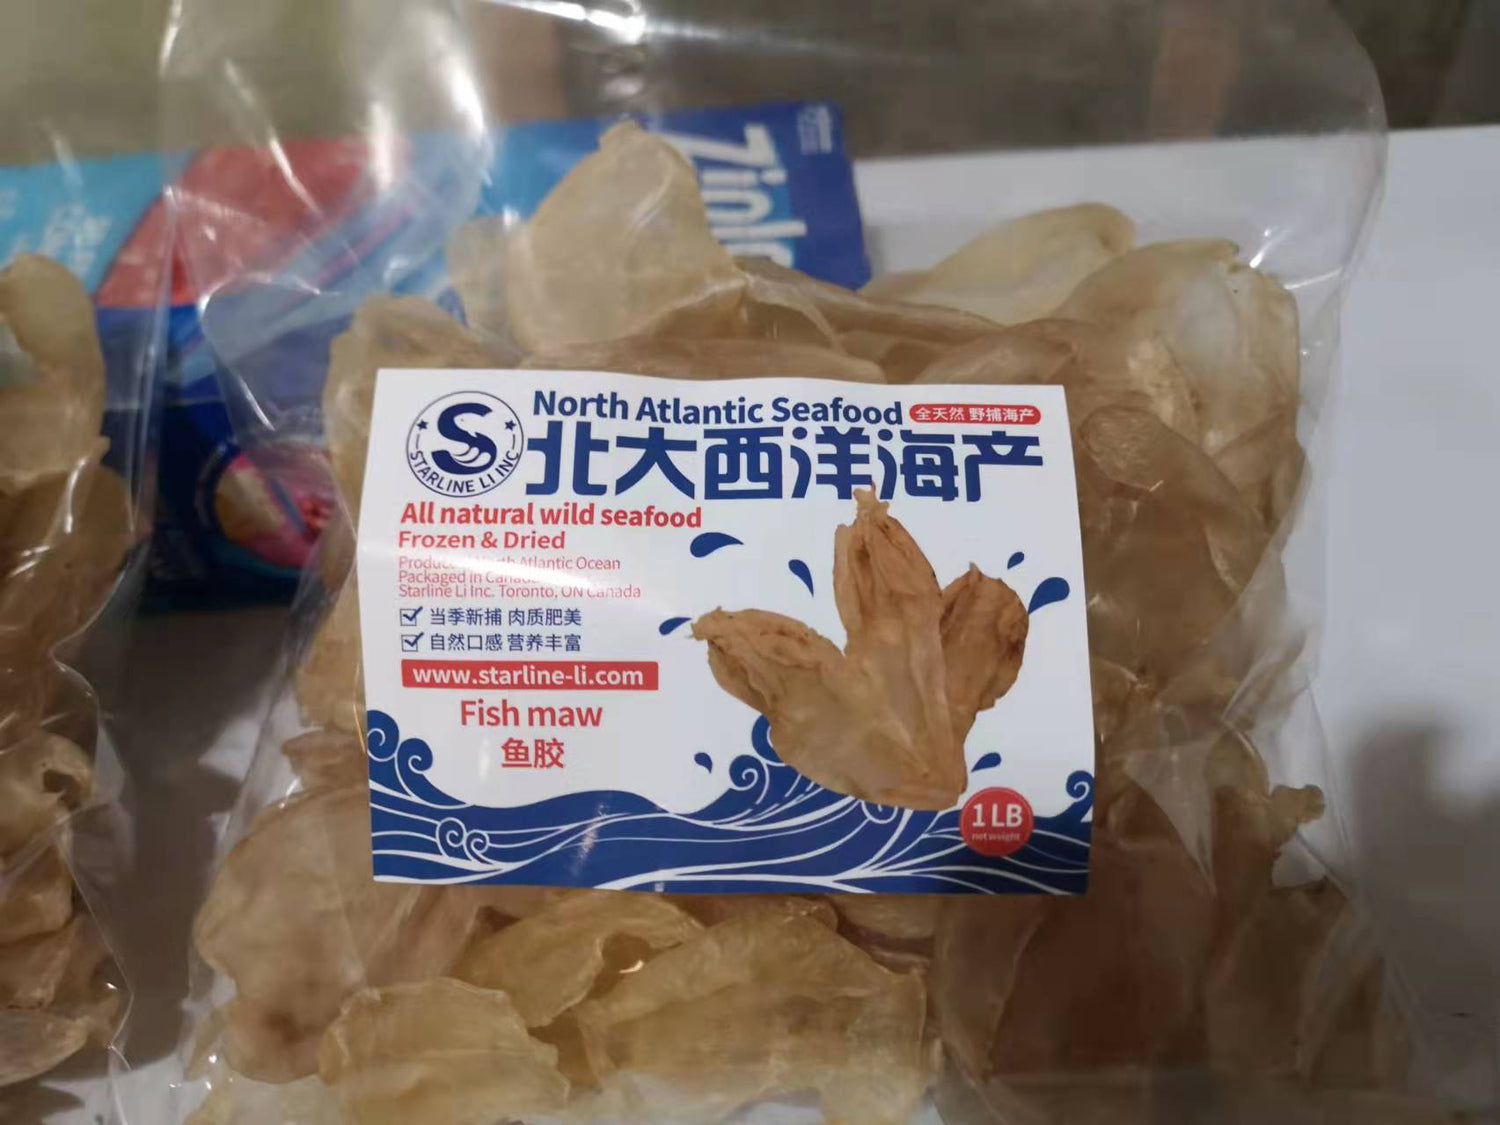 North Atlantic Seafood
全天然 野捕海产
北大西洋海产
STARLINE LI INC
All natural wild seafood
Frozen & Dried
Atlantic Ocean
Packaged in Canada
Starline Li Inc. Toronto, ON Canada
当季新捕 肉质肥美
自然口感 营养丰富
www.starline-li.com
Fish maw
鱼胶
1 LB
net weight